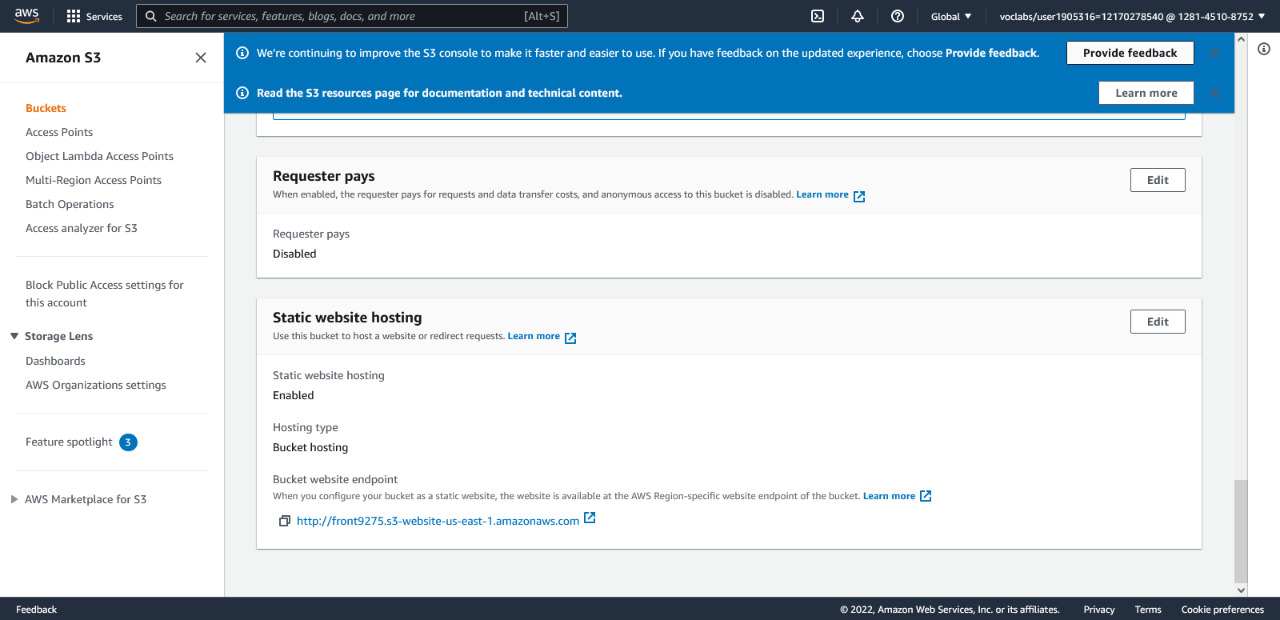 aws
Services
Search for services, features, blogs, docs, and more [Alt+S]
Global
voclabs/user1905316=12170278540 @ 1281-4510-8752
Amazon S3
Buckets
Access Points
Object Lambda Access Points
Multi-Region Access Points
Batch Operations
Access analyzer for S3
Block Public Access settings for
this account
Storage Lens
Dashboards
AWS Organizations settings
Feature spotlight 3
AWS Marketplace for S3
We're continuing to improve the S3 console to make it faster and easier to use. If you have feedback on the updated experience, choose Provide feedback.
Provide feedback
Read the S3 resources page for documentation and technical content.
Learn more
Requester pays
Edit
When enabled, the requester pays for requests and data transfer costs, and anonymous access to this bucket is disabled. Learn more
Requester pays
Disabled
Static website hosting
Edit
Use this bucket to host a website or redirect requests. Learn more
Static website hosting
Enabled
Hosting type
Bucket hosting
Bucket website endpoint
When you configure your bucket as a static website, the website is available at the AWS Region-specific website endpoint of the bucket. Learn more
http://front9275.s3-website-us-east-1.amazonaws.com
Feedback
© 2022, Amazon Web Services, Inc. or its affiliates.
Privacy
Terms
Cookie preferences